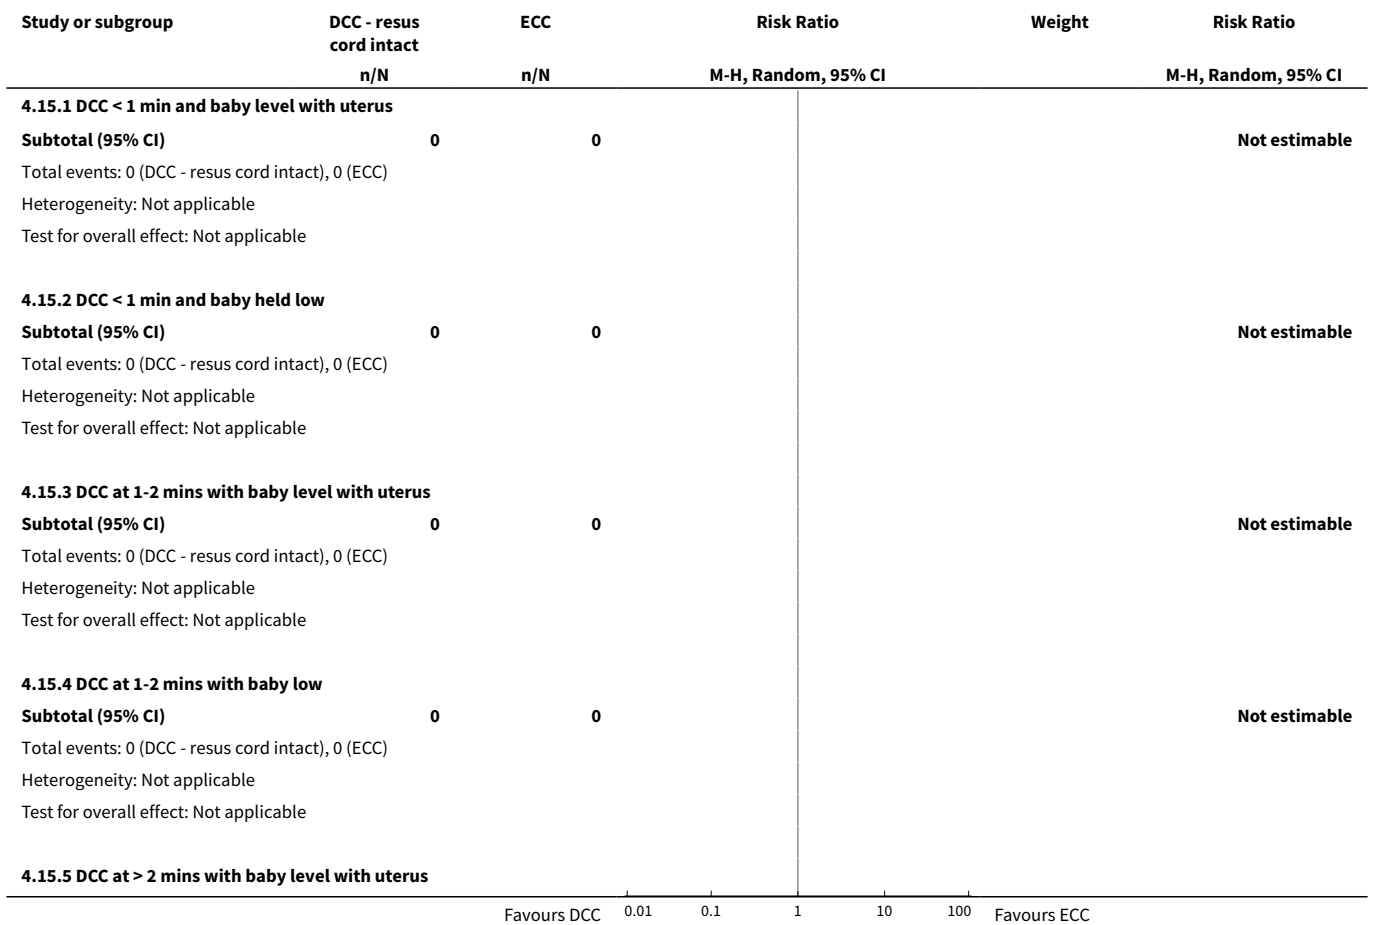 Study or subgroup DCC - resus cord intact ECC Risk Ratio Weight Risk Ratio
n/N n/N M-H, Random, 95% CI M-H, Random, 95% CI
4.15.1 DCC < 1 min and baby level with uterus
Subtotal (95% CI) 0 0 Not estimable
Total events: 0 (DCC - resus cord intact), 0 (ECC)
Heterogeneity: Not applicable
Test for overall effect: Not applicable
4.15.2 DCC < 1 min and baby held low
Subtotal (95% CI) 0 0 Not estimable
Total events: 0 (DCC - resus cord intact), 0 (ECC)
Heterogeneity: Not applicable
Test for overall effect: Not applicable
4.15.3 DCC at 1-2 mins with baby level with uterus
Subtotal (95% CI) 0 0 Not estimable
Total events: 0 (DCC - resus cord intact), 0 (ECC)
Heterogeneity: Not applicable
Test for overall effect: Not applicable
4.15.4 DCC at 1-2 mins with baby low
Subtotal (95% CI) 0 0 Not estimable
Total events: 0 (DCC - resus cord intact), 0 (ECC)
Heterogeneity: Not applicable
Test for overall effect: Not applicable
4.15.5 DCC at > 2 mins with baby level with uterus
Favours DCC 0.01 0.1 1 10 100 Favours ECC